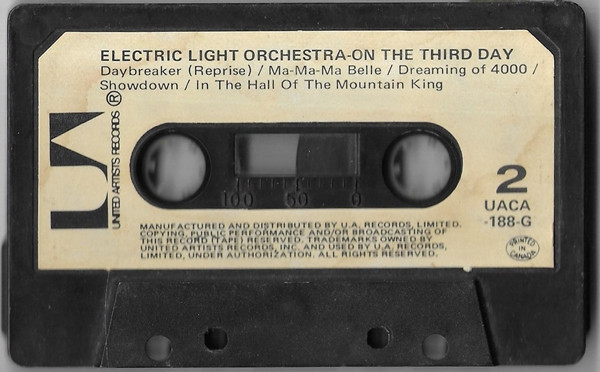 ELECTRIC LIGHT ORCHESTRA-ON THE THIRD DAY
Daybreaker (Reprise) / Ma-Ma-Ma Belle / Dreaming of 4000 /
Showdown / In The Hall Of The Mountain King
UA
UNITED ARTISTS RECORDS ®
100 50 0
2
UACA
-188-G
MANUFACTURED AND DISTRIBUTED BY U.A. RECORDS, LIMITED.
COPYING, PUBLIC PERFORMANCE AND/OR BROADCASTING OF
THIS RECORD (TAPE) RESERVED. TRADEMARKS OWNED BY
UNITED ARTISTS RECORDS, INC. AND USED BY U.A. RECORDS,
LIMITED, UNDER AUTHORIZATION. ALL RIGHTS RESERVED.
PRINTED
IN
CANADA